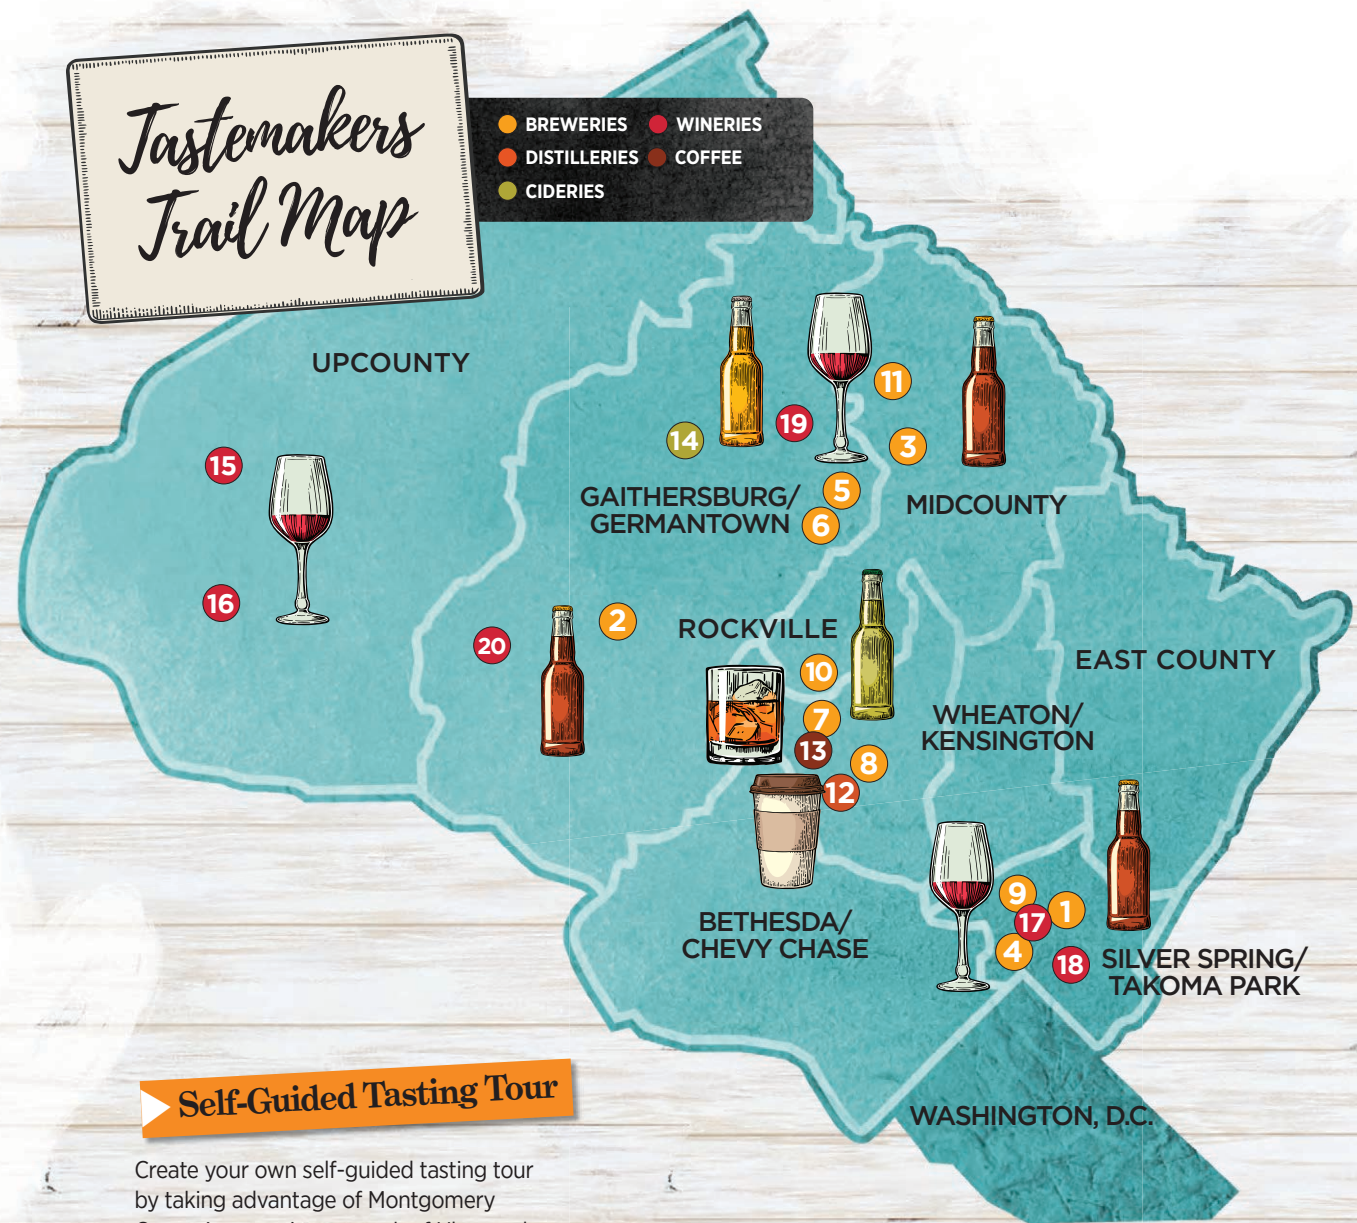 Tastemakers
Trail Map
BREWERIES
WINERIES
DISTILLERIES
COFFEE
CIDERIES
UPCOUNTY
11
19
14
3
15
5
GAITHERSBURG/
GERMANTOWN
6
MIDCOUNTY
16
2
ROCKVILLE
20
10
EAST COUNTY
7
WHEATON/
KENSINGTON
13
8
12
9
1
17
BETHESDA/
CHEVY CHASE
4
18
SILVER SPRING/
TAKOMA PARK
WASHINGTON, D.C.
Self-Guided Tasting Tour
Create your own self-guided tasting tour
by taking advantage of Montgomery